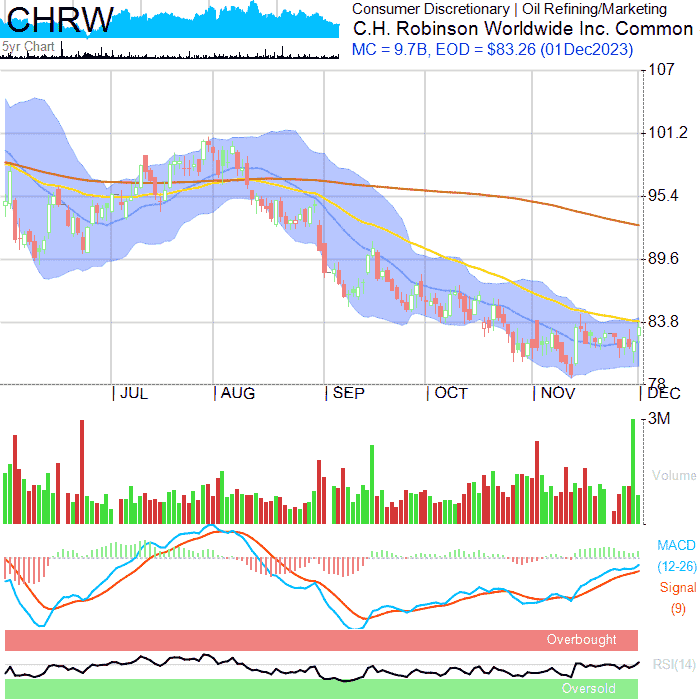 CHRW
5yr Chart
Consumer Discretionary | Oil Refining/Marketing
C.H. Robinson Worldwide Inc. Common
MC = 9.7B, EOD = $83.26 (01Dec2023)
107
101.2
95.4
89.6
83.8
78
JUL
AUG
SEP
OCT
NOV
DEC
3M
Volume
MACD
(12-26)
Signal
(9)
Overbought
RSI(14)
Oversold